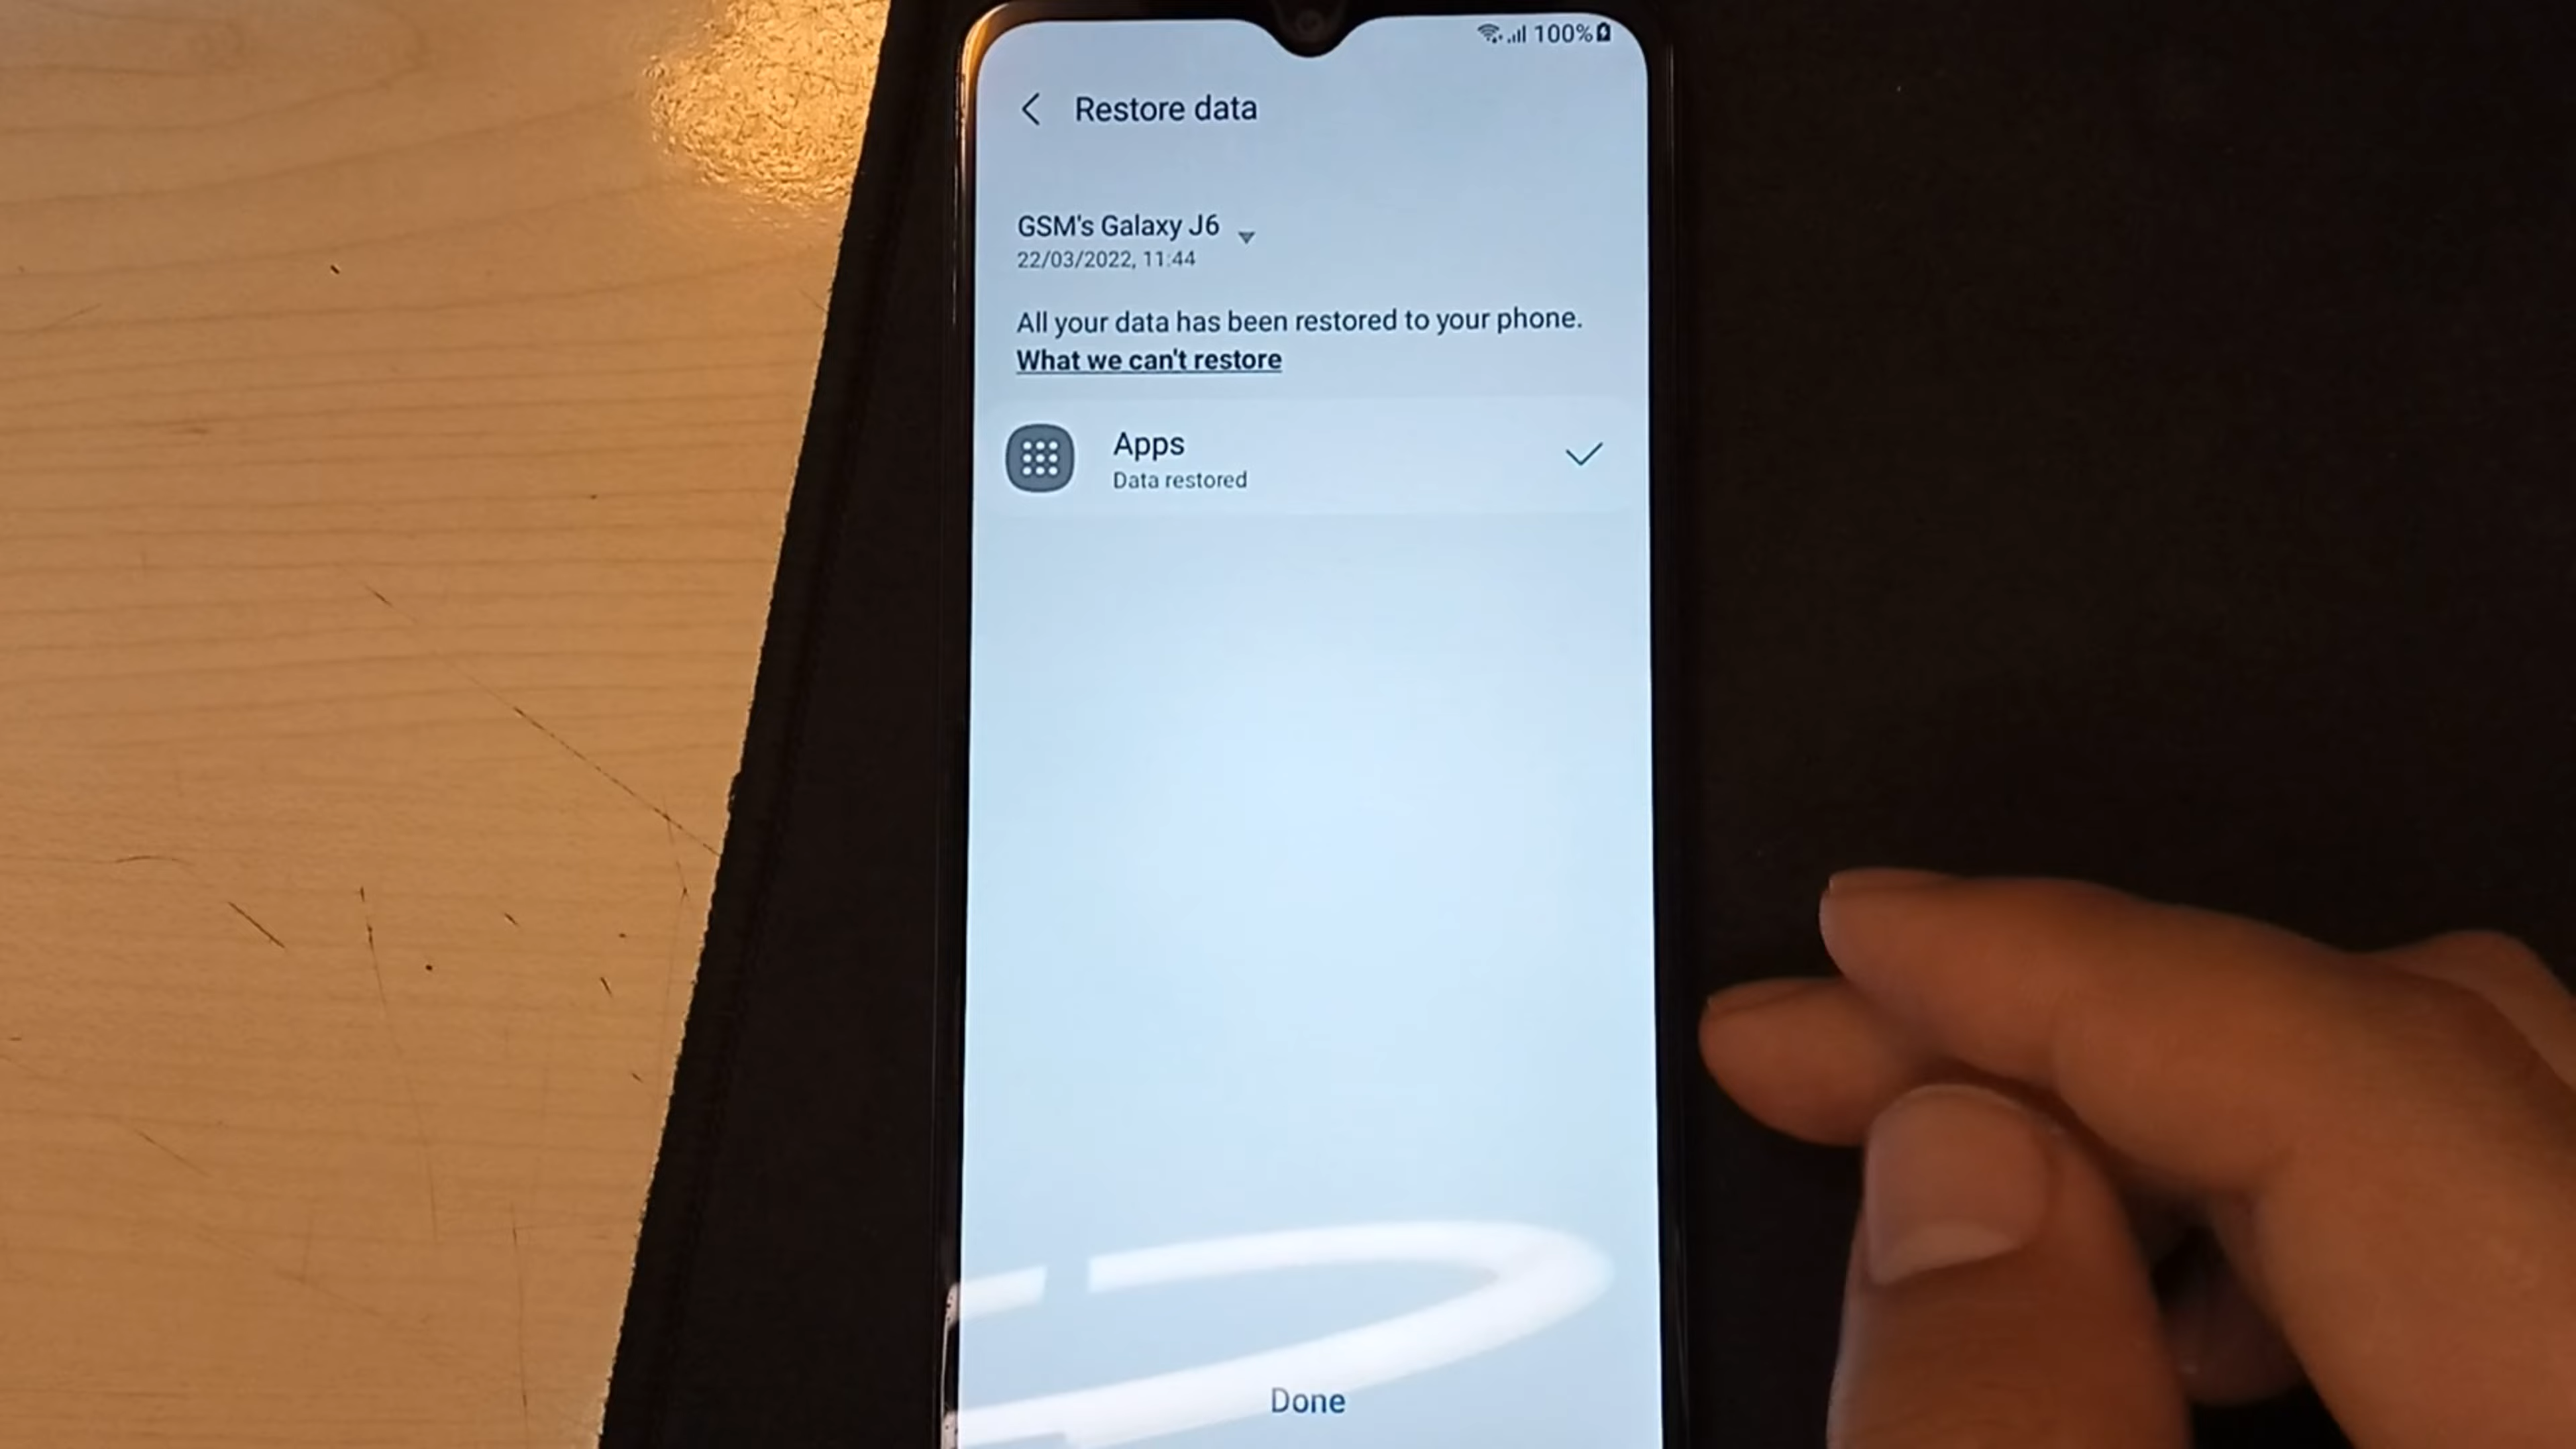 100%
Restore data
GSM's Galaxy J6
22/03/2022, 11:44
All your data has been restored to your phone.
What we can't restore
Apps
Data restored
Done